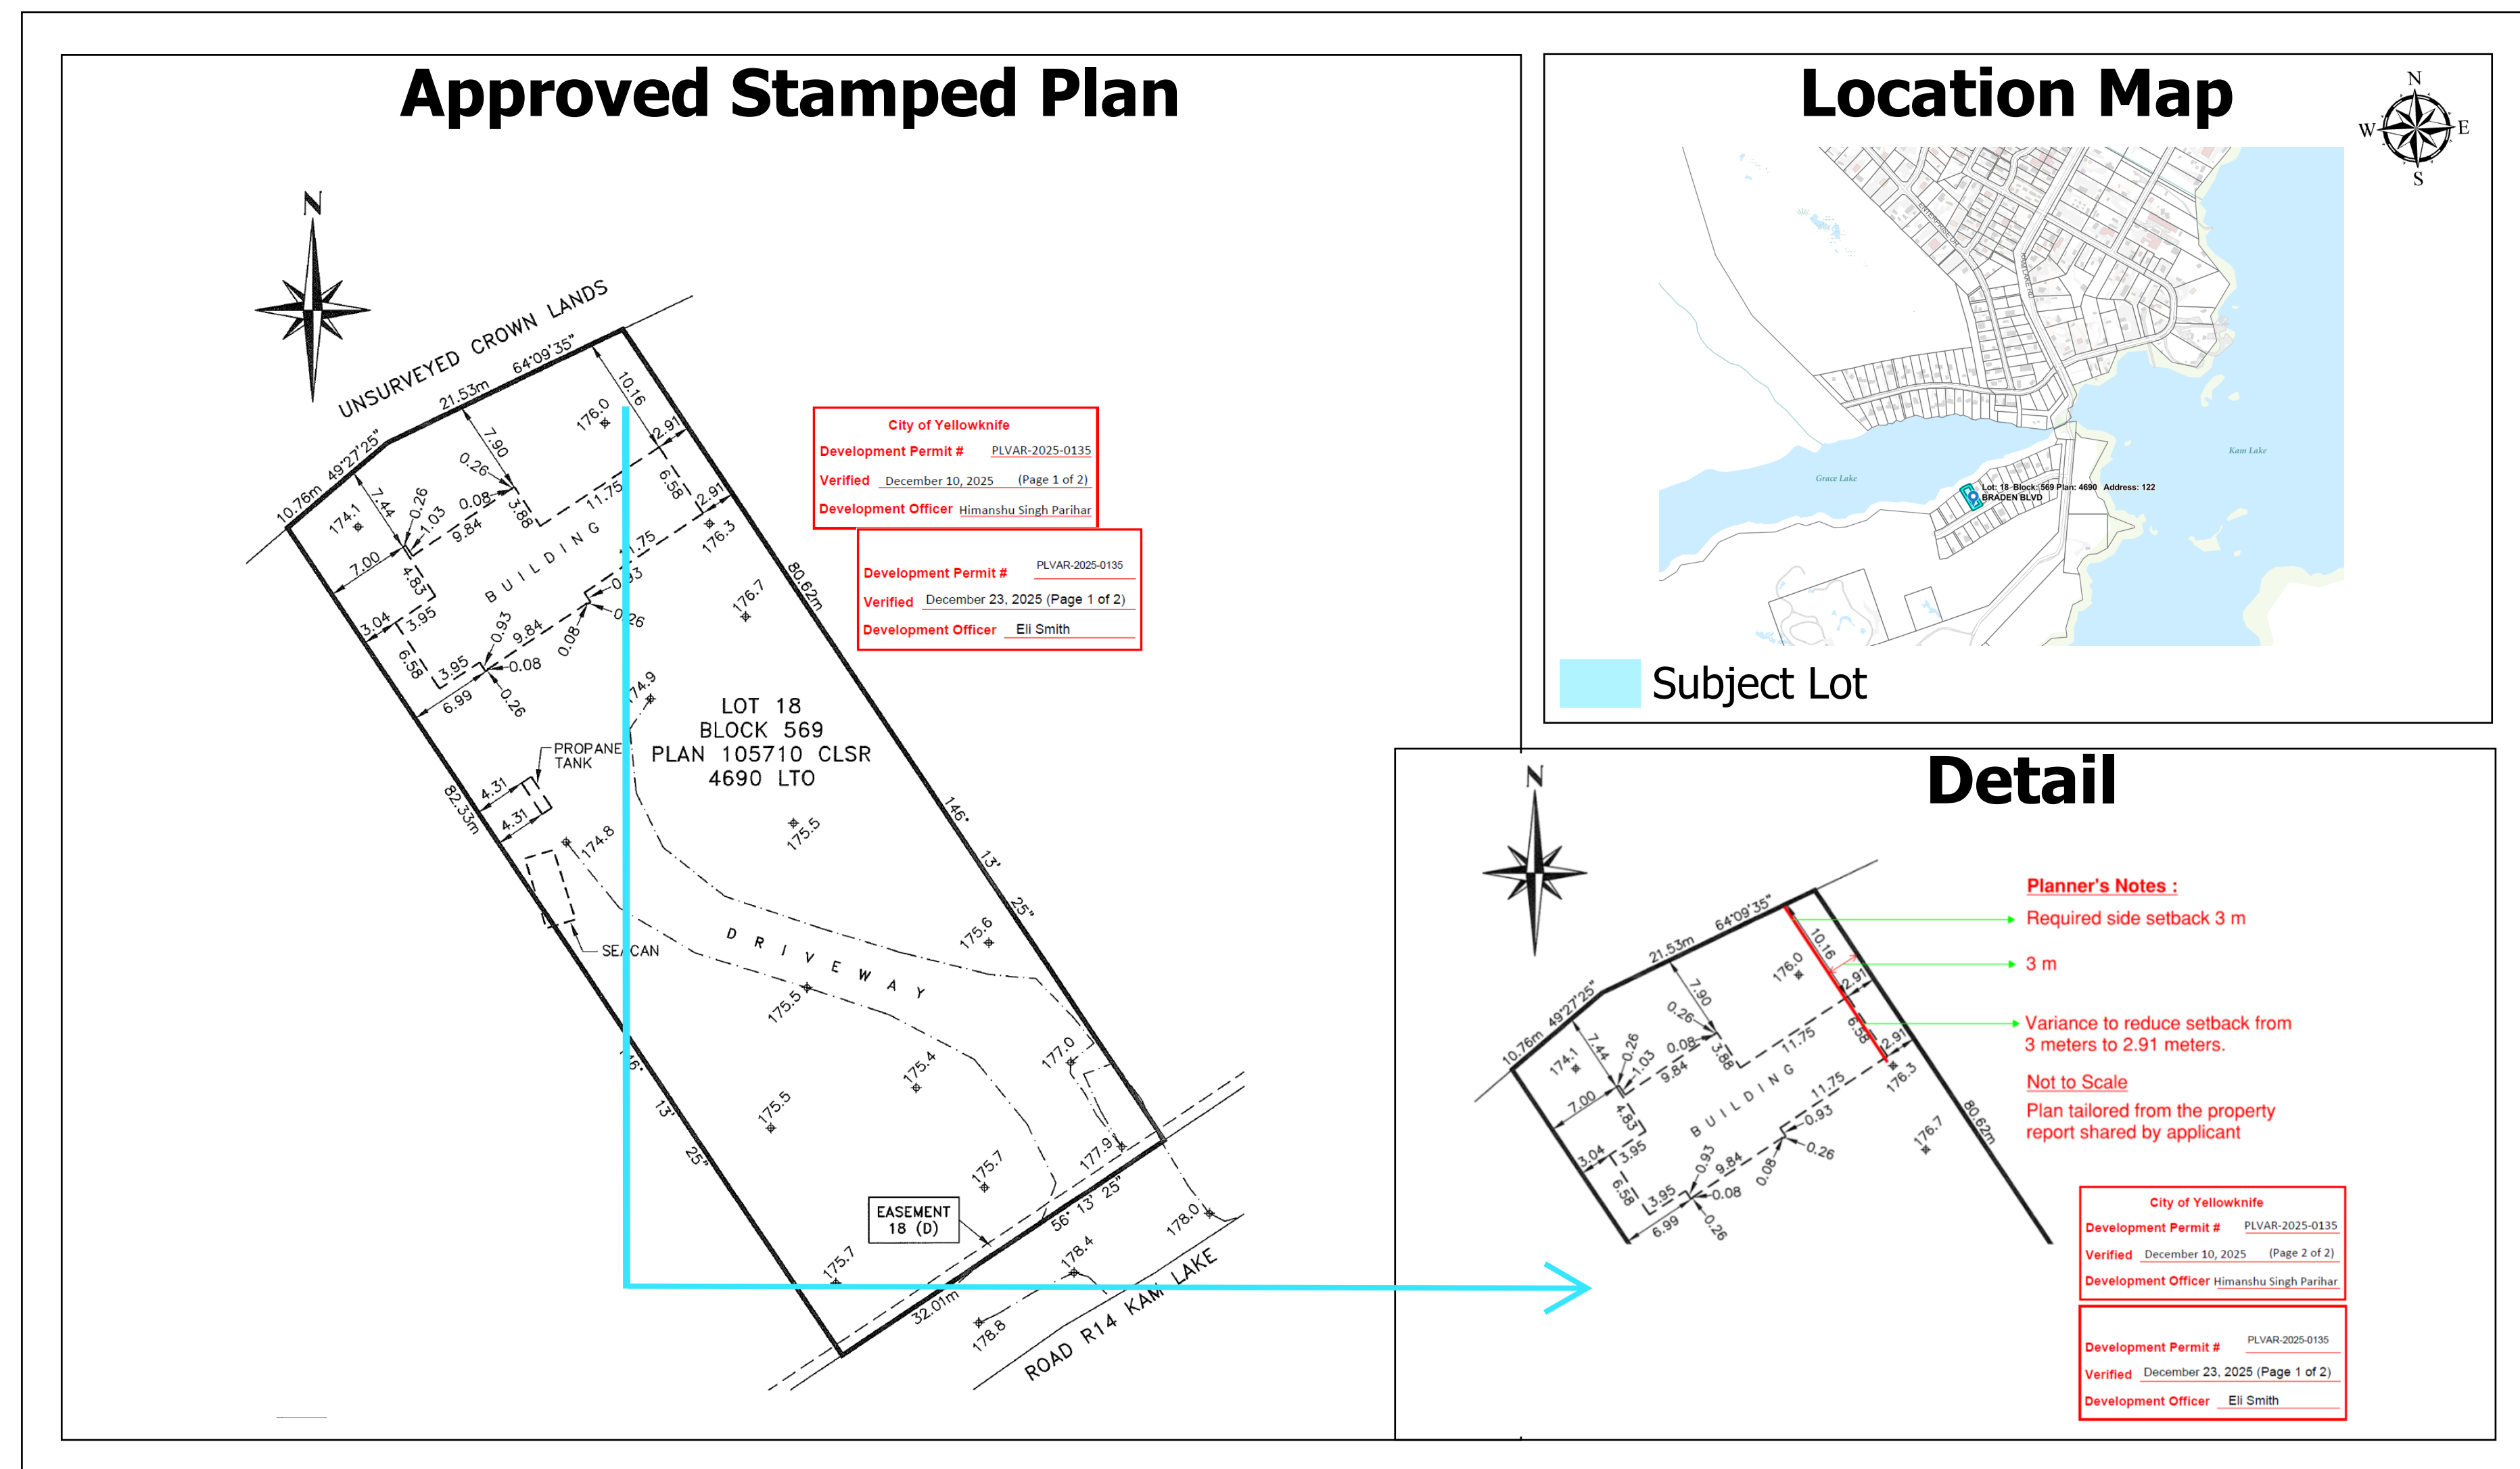 Approved Stamped Plan
N
UNSURVEYED CROWN LANDS
64°09'35"
21.53m
49°27'25"
10.76m
10.16
176.0
2.91
7.90
0.26
6.58
2.91
11.75
0.08
3.88
7.44
0.26
1.03
9.84
174.1
176.3
7.00
4.83
BUILDING
11.75
0.93
80.62m
176.7
3.04
3.95
0.93
9.84
0.08
0.26
6.58
3.95
0.08
6.99
0.26
174.9
LOT 18
BLOCK 569
PLAN 105710 CLSR
4690 LTO
PROPANE
TANK
4.31
4.31
82.33m
174.8
175.5
146°
13'
25"
SEACAN
DRIVEWAY
175.6
175.5
177.0
175.4
175.5
13'
25"
177.9
175.7
EASEMENT
18 (D)
56° 13' 25"
178.0
175.7
178.4
32.01m
178.8
ROAD R14 KAM LAKE
City of Yellowknife
Development Permit # PLVAR-2025-0135
Verified December 10, 2025 (Page 1 of 2)
Development Officer Himanshu Singh Parihar
Development Permit # PLVAR-2025-0135
Verified December 23, 2025 (Page 1 of 2)
Development Officer Eli Smith
Location Map
N
W E
S
ENTERPRISE DR
KAM LAKE RD
Kam Lake
Grace Lake
Lot: 18 Block: 569 Plan: 4690 Address: 122
BRADEN BLVD
Subject Lot
Detail
N
64°09'35"
21.53m
49°27'25"
10.76m
10.16
176.0
2.91
7.90
0.26
6.58
2.91
11.75
0.08
3.88
7.44
0.26
1.03
9.84
174.1
176.3
7.00
4.83
BUILDING
11.75
0.93
80.62m
176.7
3.04
3.95
0.93
9.84
0.08
0.26
6.58
3.95
0.08
6.99
0.26
Planner's Notes :
Required side setback 3 m
3 m
Variance to reduce setback from
3 meters to 2.91 meters.
Not to Scale
Plan tailored from the property
report shared by applicant
City of Yellowknife
Development Permit # PLVAR-2025-0135
Verified December 10, 2025 (Page 2 of 2)
Development Officer Himanshu Singh Parihar
Development Permit # PLVAR-2025-0135
Verified December 23, 2025 (Page 1 of 2)
Development Officer Eli Smith